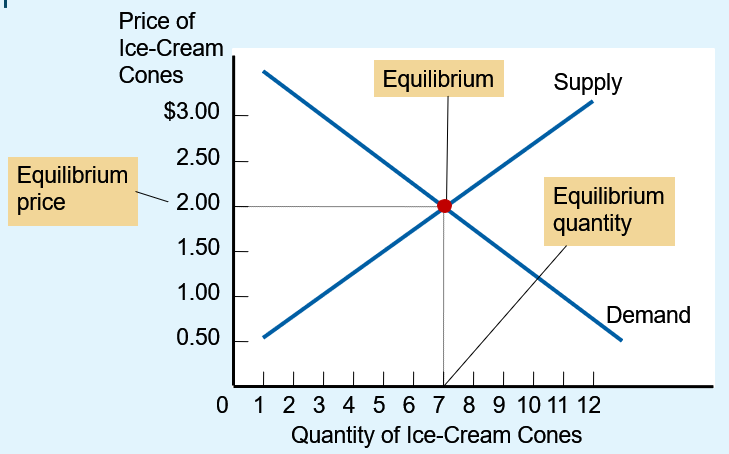 Price of
Ice-Cream
Cones
Equilibrium
Supply
$3.00
2.50
Equilibrium
price
2.00
Equilibrium
quantity
1.50
1.00
Demand
0.50
0 1 2 3 4 5 6 7 8 9 10 11 12
Quantity of Ice-Cream Cones